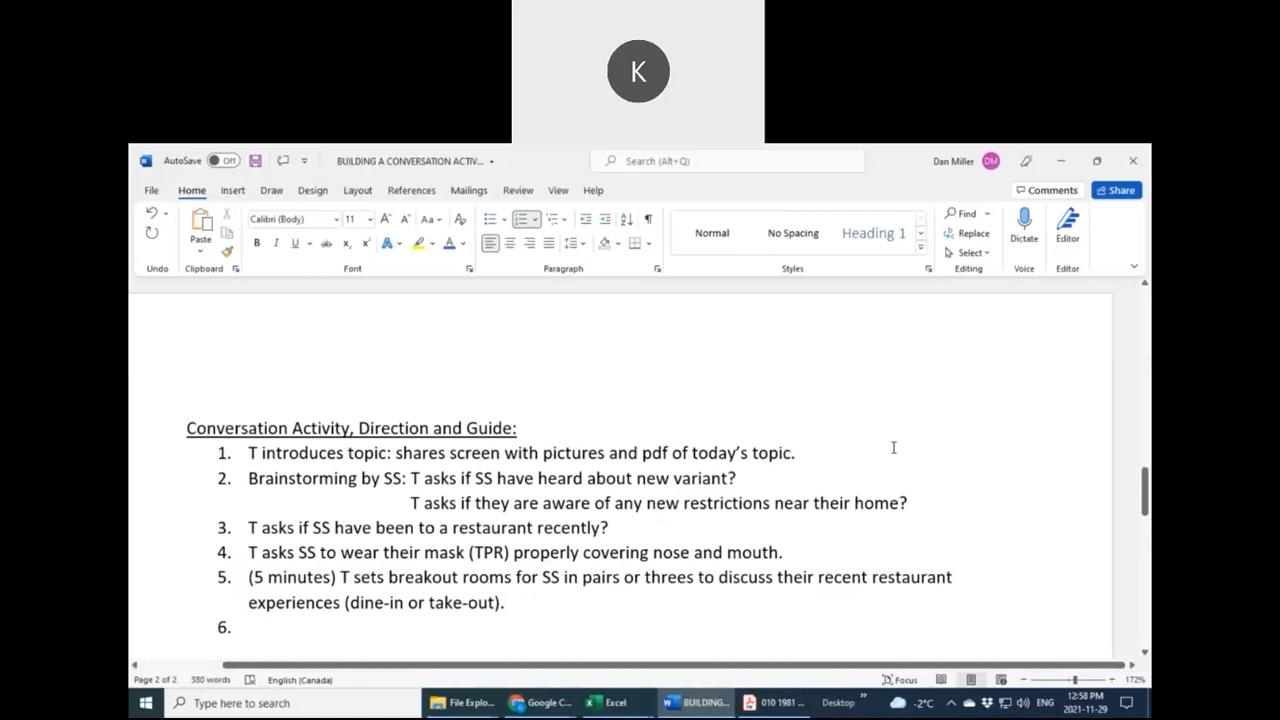 K
AutoSave Off BUILDING A CONVERSATION ACTIV... Search (Alt+Q) Dan Miller DM
File Home Insert Draw Design Layout References Mailings Review View Help Comments Share
Calibri (Body) 11 Aa Normal No Spacing Heading 1 Find
Paste Replace Dictate Editor
B I U ab x₂ x² A A Select
Undo Clipboard Font Paragraph Styles Editing Voice Editor
Conversation Activity, Direction and Guide:
1. T introduces topic: shares screen with pictures and pdf of today's topic.
2. Brainstorming by SS: T asks if SS have heard about new variant?
T asks if they are aware of any new restrictions near their home?
3. T asks if SS have been to a restaurant recently?
4. T asks SS to wear their mask (TPR) properly covering nose and mouth.
5. (5 minutes) T sets breakout rooms for SS in pairs or threes to discuss their recent restaurant
experiences (dine-in or take-out).
6.
Page 2 of 2 380 words English (Canada) Focus 172%
Type here to search File Explo... Google C... Excel BUILDING... 010 1981 ... Desktop -2°C ENG 12:58 PM
2021-11-29